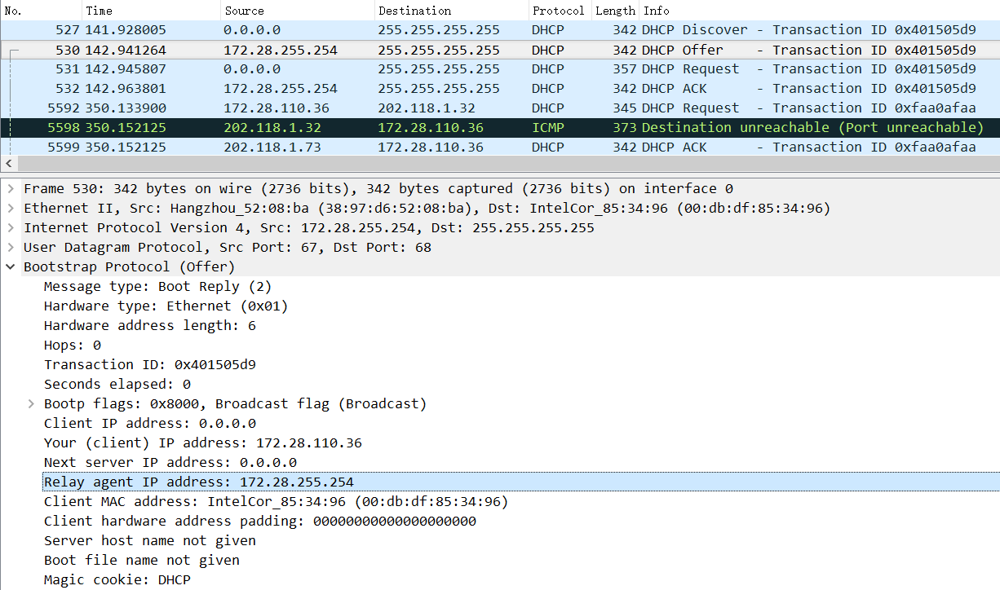 No. Time Source Destination Protocol Length Info
527 141.928005 0.0.0.0 255.255.255.255 DHCP 342 DHCP Discover - Transaction ID 0x401505d9
530 142.941264 172.28.255.254 255.255.255.255 DHCP 342 DHCP Offer - Transaction ID 0x401505d9
531 142.945807 0.0.0.0 255.255.255.255 DHCP 357 DHCP Request - Transaction ID 0x401505d9
532 142.963801 172.28.255.254 255.255.255.255 DHCP 342 DHCP ACK - Transaction ID 0x401505d9
5592 350.133900 172.28.110.36 202.118.1.32 DHCP 345 DHCP Request - Transaction ID 0xfaa0afaa
5598 350.152125 202.118.1.32 172.28.110.36 ICMP 373 Destination unreachable (Port unreachable)
5599 350.152125 202.118.1.73 172.28.110.36 DHCP 342 DHCP ACK - Transaction ID 0xfaa0afaa
Frame 530: 342 bytes on wire (2736 bits), 342 bytes captured (2736 bits) on interface 0
Ethernet II, Src: Hangzhou_52:08:ba (38:97:d6:52:08:ba), Dst: IntelCor_85:34:96 (00:db:df:85:34:96)
Internet Protocol Version 4, Src: 172.28.255.254, Dst: 255.255.255.255
User Datagram Protocol, Src Port: 67, Dst Port: 68
Bootstrap Protocol (Offer)
Message type: Boot Reply (2)
Hardware type: Ethernet (0x01)
Hardware address length: 6
Hops: 0
Transaction ID: 0x401505d9
Seconds elapsed: 0
Bootp flags: 0x8000, Broadcast flag (Broadcast)
Client IP address: 0.0.0.0
Your (client) IP address: 172.28.110.36
Next server IP address: 0.0.0.0
Relay agent IP address: 172.28.255.254
Client MAC address: IntelCor_85:34:96 (00:db:df:85:34:96)
Client hardware address padding: 00000000000000000000
Server host name not given
Boot file name not given
Magic cookie: DHCP